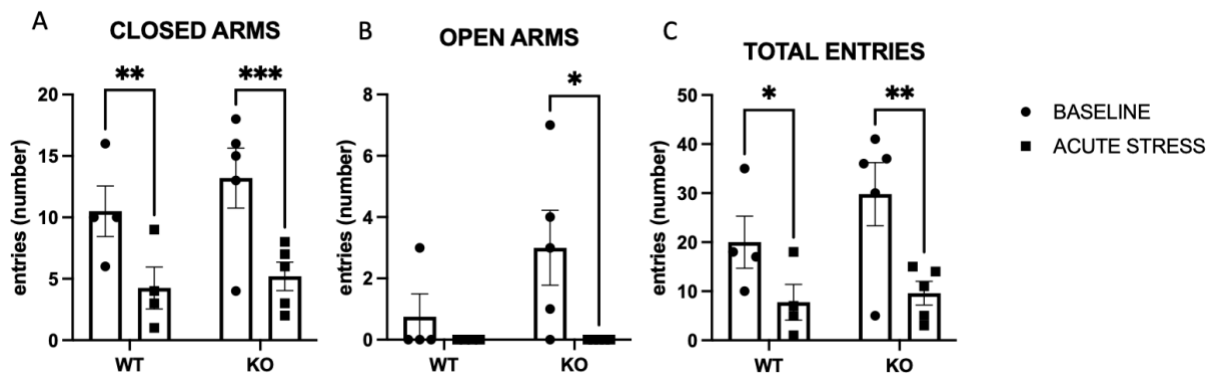 A
CLOSED ARMS
**
***
entries (number)
20
15
10
5
0
WT
KO
B
OPEN ARMS
*
entries (number)
8
6
4
2
0
WT
KO
C
TOTAL ENTRIES
*
**
entries (number)
50
40
30
20
10
0
WT
KO
BASELINE
ACUTE STRESS